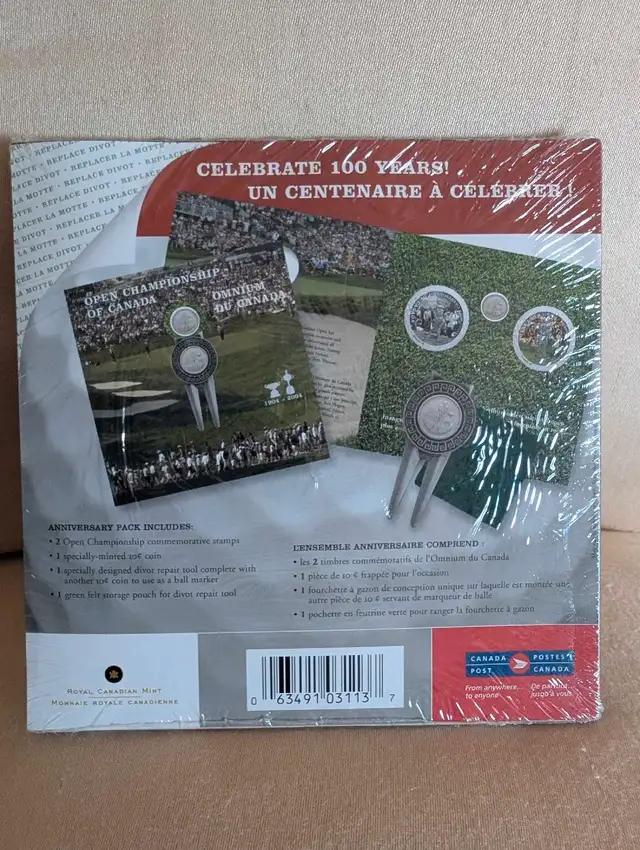 REPLACE DIVOT · REPLACER LA MOTTE · REPLACE DIVOT
CELEBRATE 100 YEARS!
UN CENTENAIRE À CÉLÉBRER !
OPEN CHAMPIONSHIP
OF CANADA
OMNIUM
DU CANADA
1904 - 2004
ANNIVERSARY PACK INCLUDES:
• 2 Open Championship commemorative stamps
• 1 specially-minted 10¢ coin
• 1 specially designed divot repair tool complete with
another 10¢ coin to use as a ball marker
• 1 green felt storage pouch for divot repair tool
L'ENSEMBLE ANNIVERSAIRE COMPREND :
• les 2 timbres commémoratifs de l'Omnium du Canada
• 1 pièce de 10 ¢ frappée pour l'occasion
• 1 fourchette à gazon de conception unique sur laquelle est montée une
autre pièce de 10 ¢ servant de marqueur de balle
• 1 pochette en feutrine verte pour ranger la fourchette à gazon
ROYAL CANADIAN MINT
MONNAIE ROYALE CANADIENNE
0 63491 03113 7
CANADA POSTES
POST CANADA
From anywhere... De partout...
to anyone jusqu'à vous